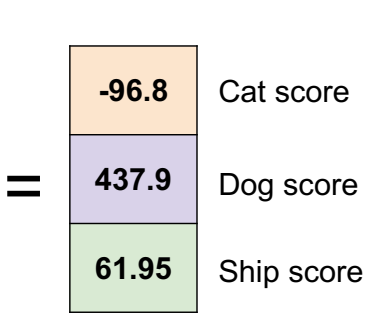 -96.8 Cat score
= 437.9 Dog score
61.95 Ship score